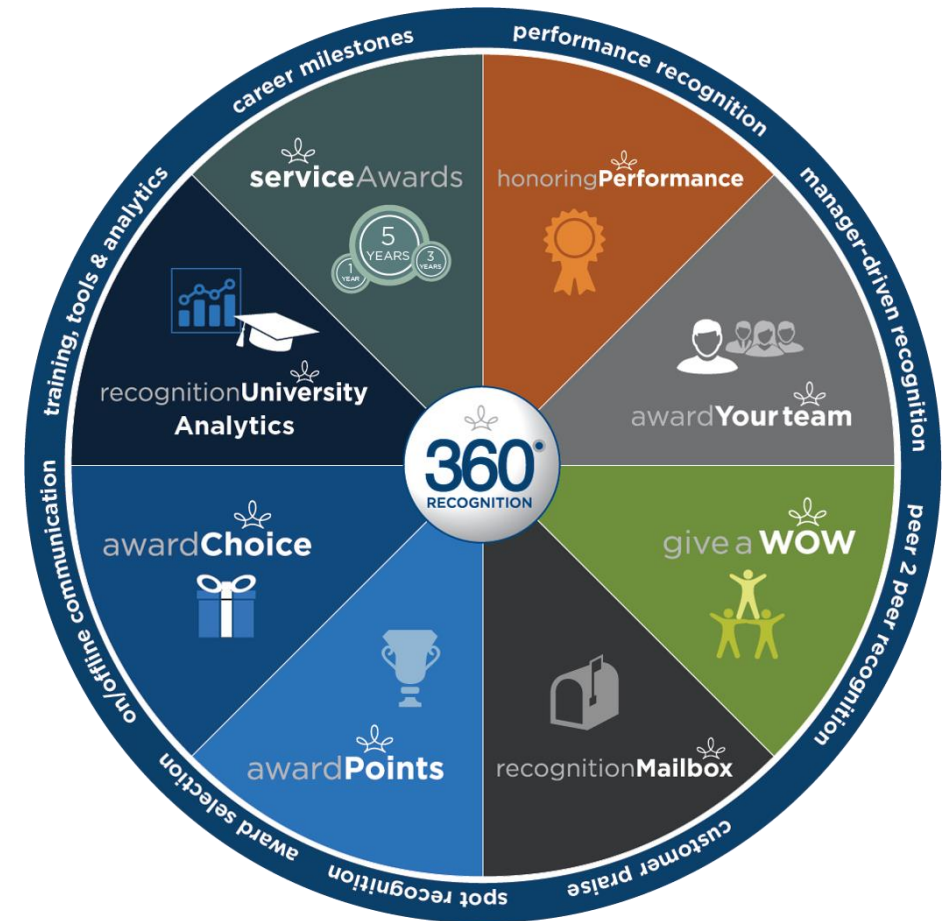 career milestones
performance recognition
manager-driven recognition
peer 2 peer recognition
customer praise
spot recognition
award selection
on/offline communication
training, tools & analytics
serviceAwards
1
YEAR
5
YEARS
3
YEARS
honoringPerformance
awardYourteam
give a WOW
recognitionMailbox
awardPoints
awardChoice
recognitionUniversity
Analytics
360°
RECOGNITION